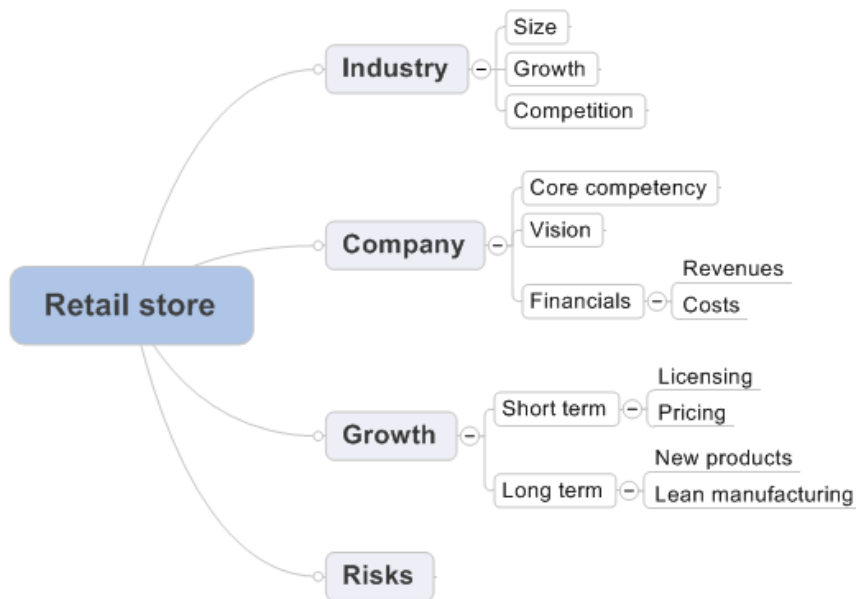 Retail store
Industry
Size
Growth
Competition
Company
Core competency
Vision
Financials
Revenues
Costs
Growth
Short term
Licensing
Pricing
Long term
New products
Lean manufacturing
Risks